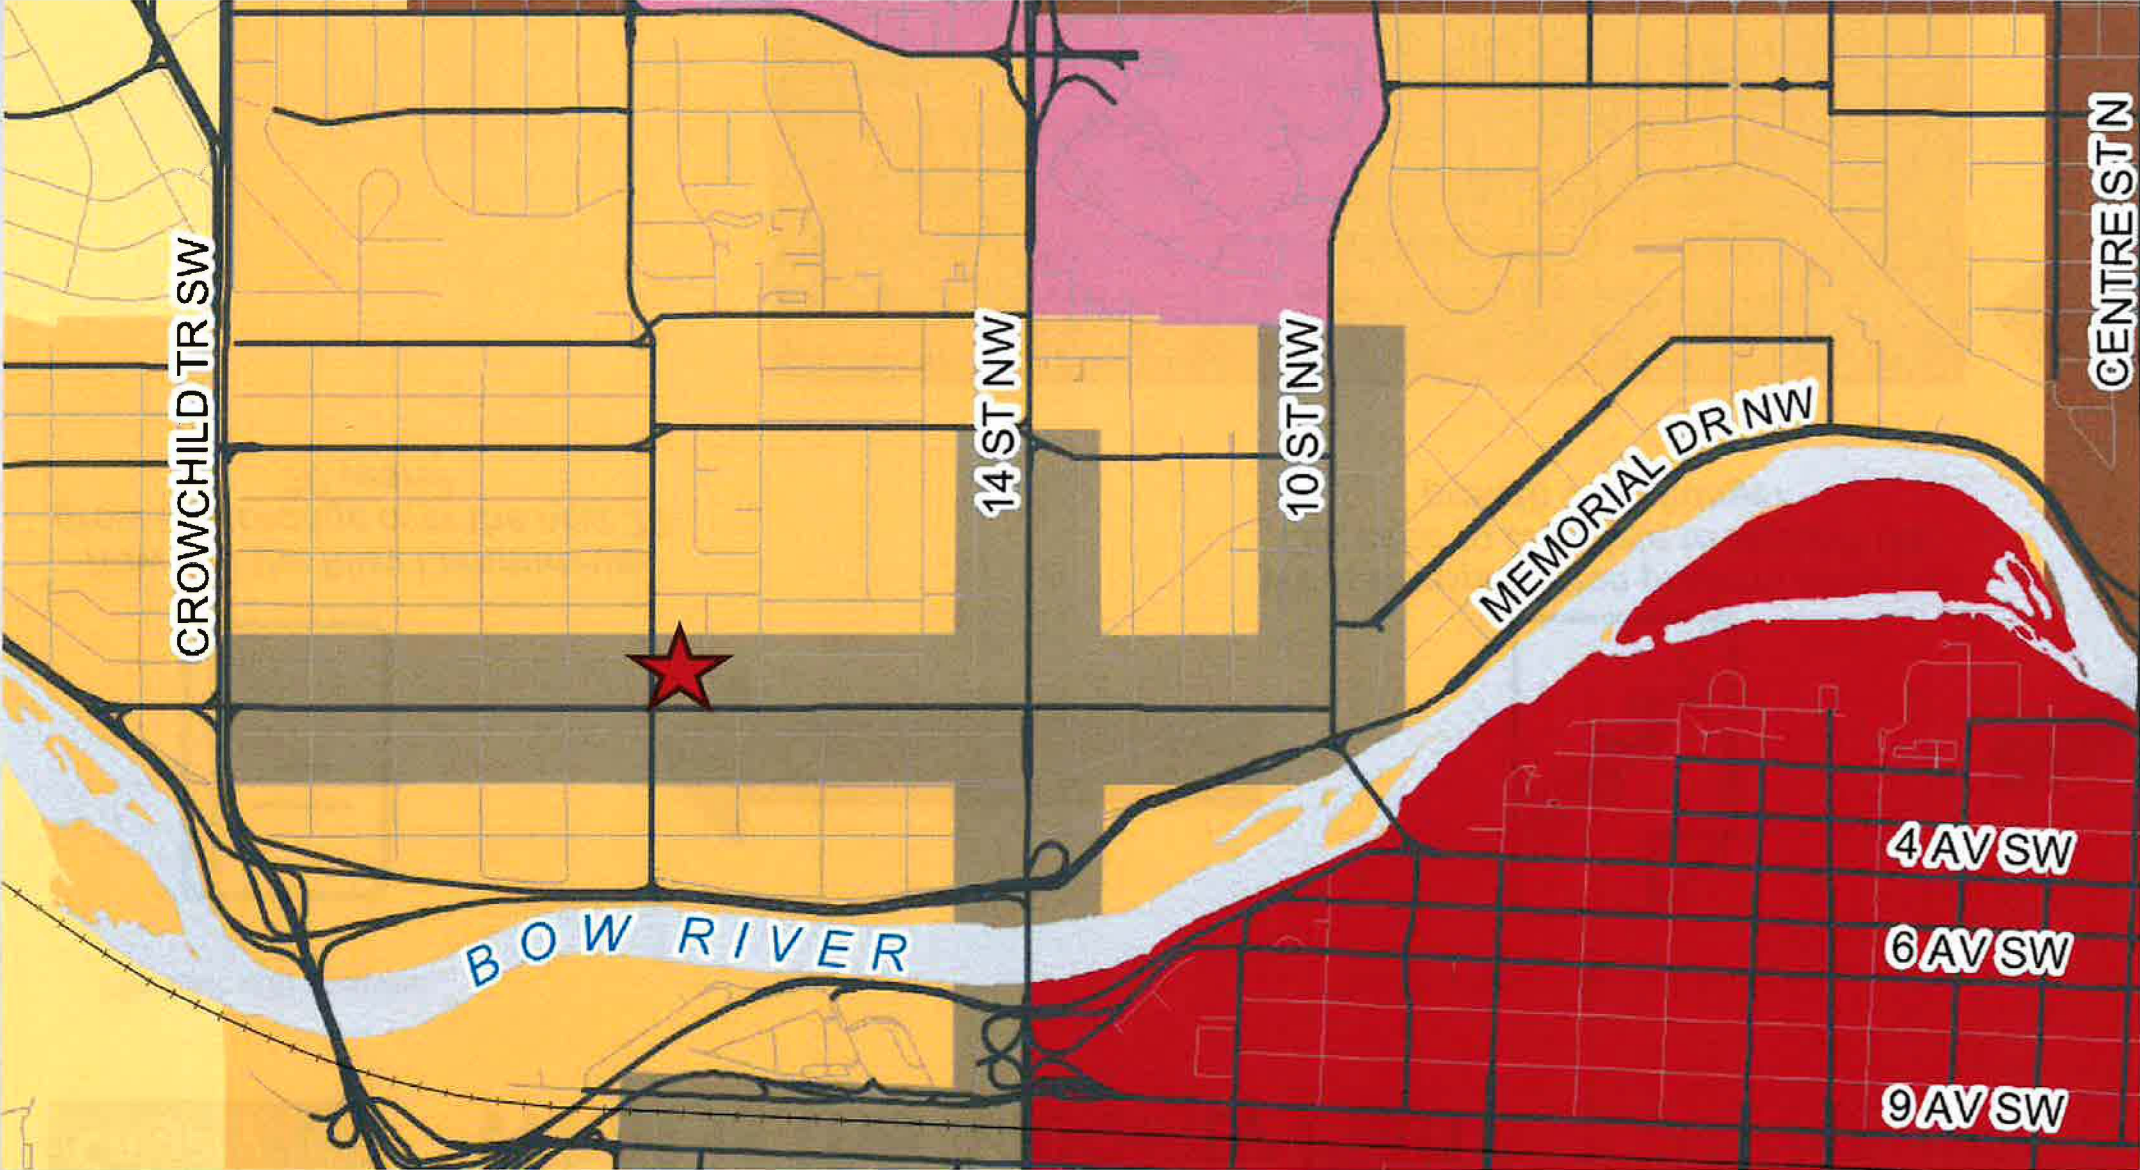 CENTRE ST N
CROWCHILD TR SW
14 ST NW
10 ST NW
MEMORIAL DR NW
4 AV SW
BOW RIVER
6 AV SW
9 AV SW